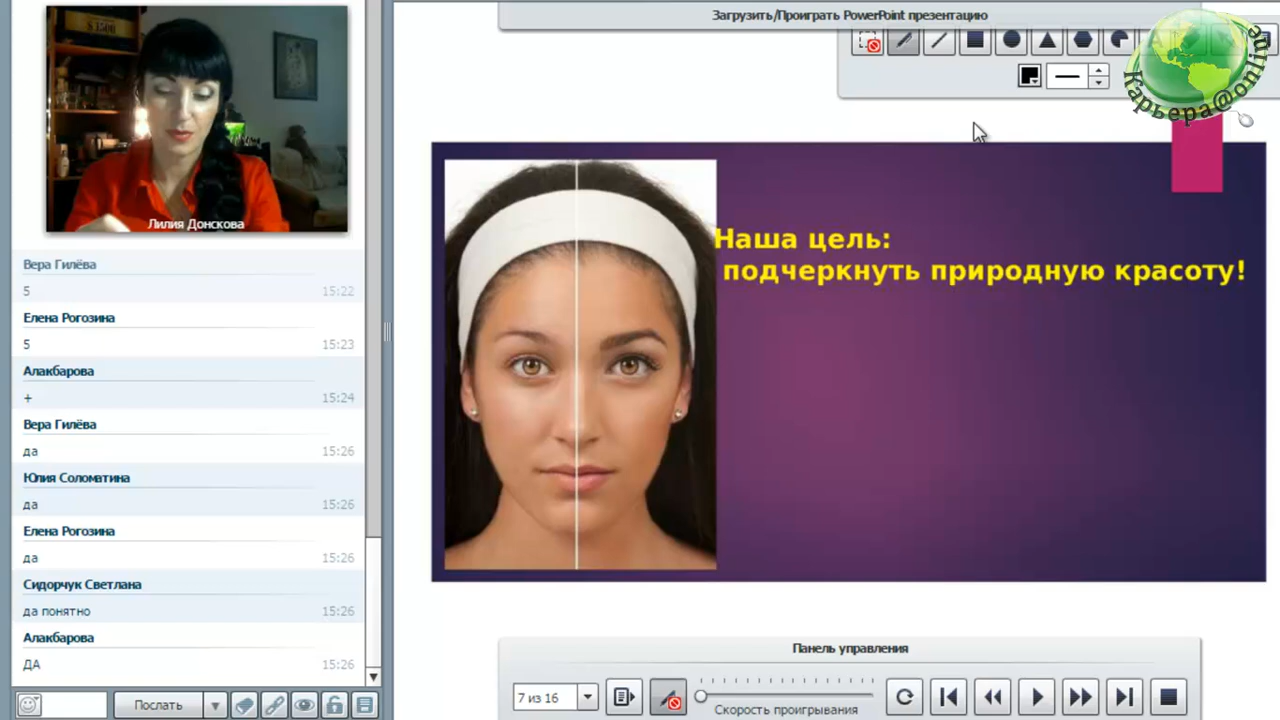 Загрузить/Проиграть PowerPoint презентацию
Карьера@online
$1500
Лилия Донскова
Вера Гилёва
5 15:22
Елена Рогозина
5 15:23
Алакбарова
+ 15:24
Вера Гилёва
да 15:26
Юлия Соломатина
да 15:26
Елена Рогозина
да 15:26
Сидорчук Светлана
да понятно 15:26
Алакбарова
ДА 15:26
Послать
Наша цель:
подчеркнуть природную красоту!
Панель управления
7 из 16
Скорость проигрывания